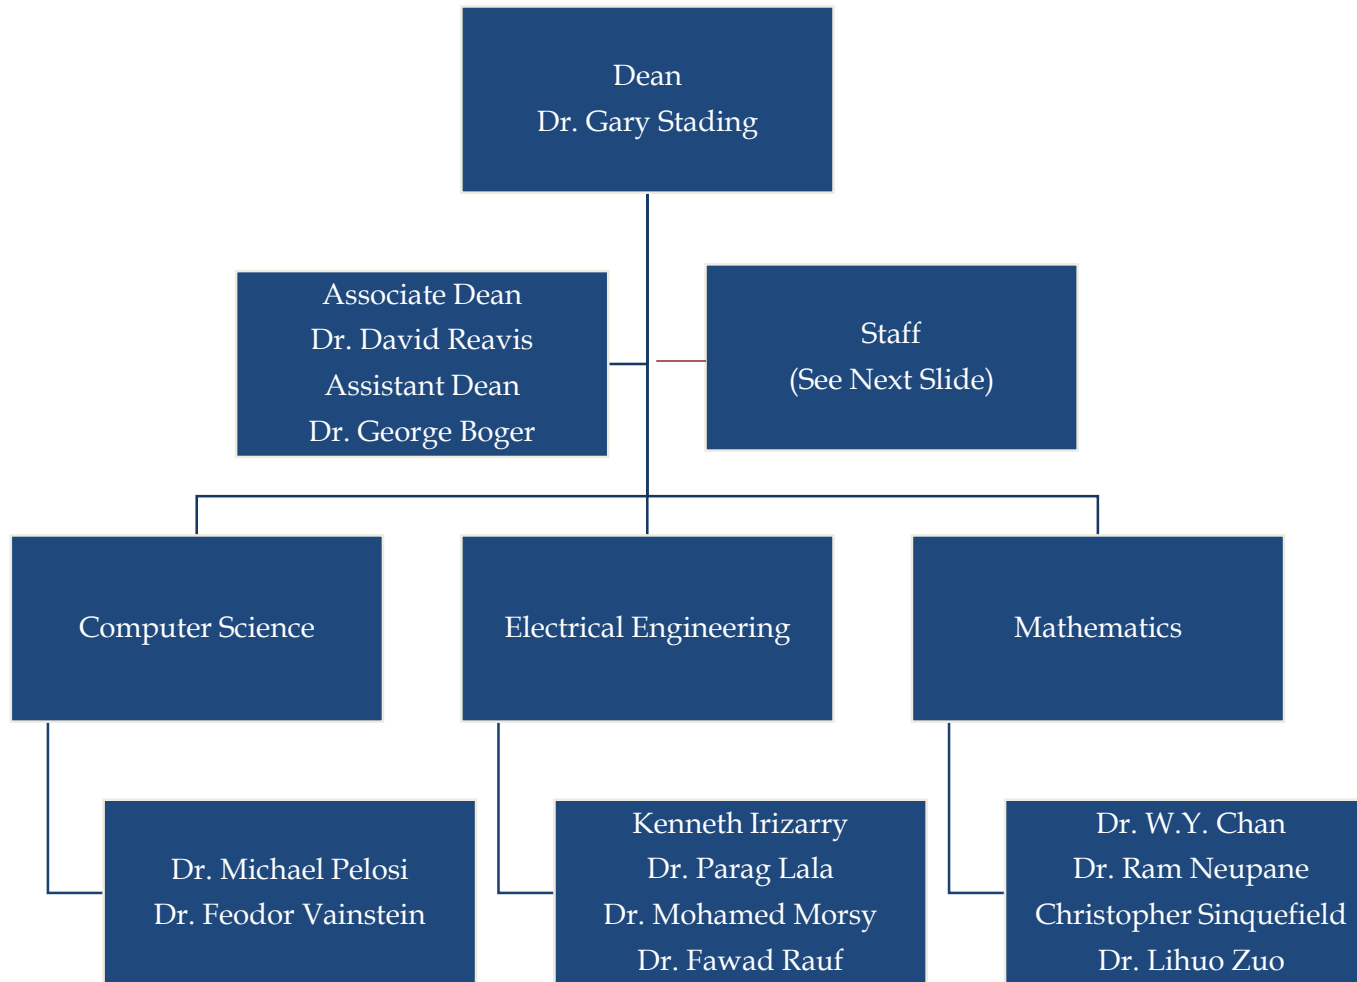 Dean
Dr. Gary Stading
Associate Dean
Dr. David Reavis
Assistant Dean
Dr. George Boger
Staff
(See Next Slide)
Computer Science
Electrical Engineering
Mathematics
Dr. Michael Pelosi
Dr. Feodor Vainstein
Kenneth Irizarry
Dr. Parag Lala
Dr. Mohamed Morsy
Dr. Fawad Rauf
Dr. W.Y. Chan
Dr. Ram Neupane
Christopher Sinquefield
Dr. Lihuo Zuo